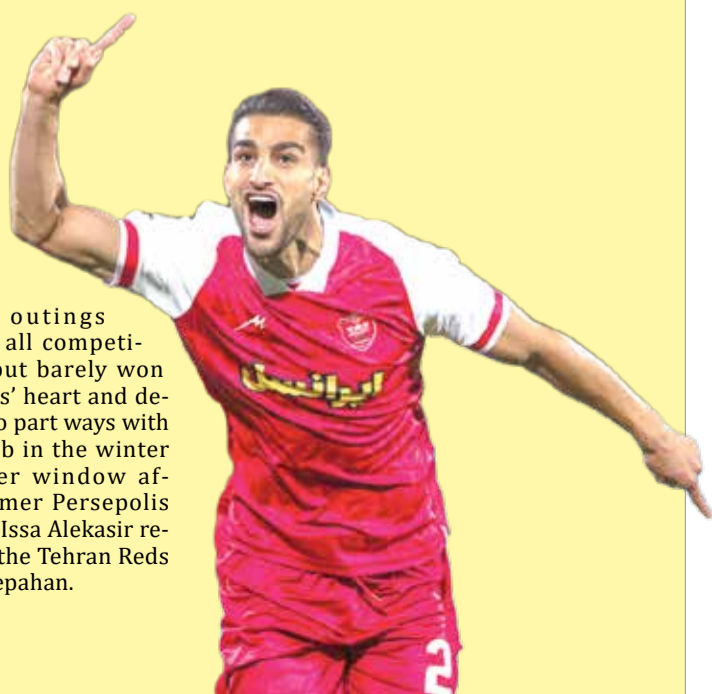 outings
all competi-
out barely won
s’ heart and de-
o part ways with
b in the winter
er window af-
mer Persepolis
Issa Alekasir re-
the Tehran Reds
epahan.
ایرانسل
2